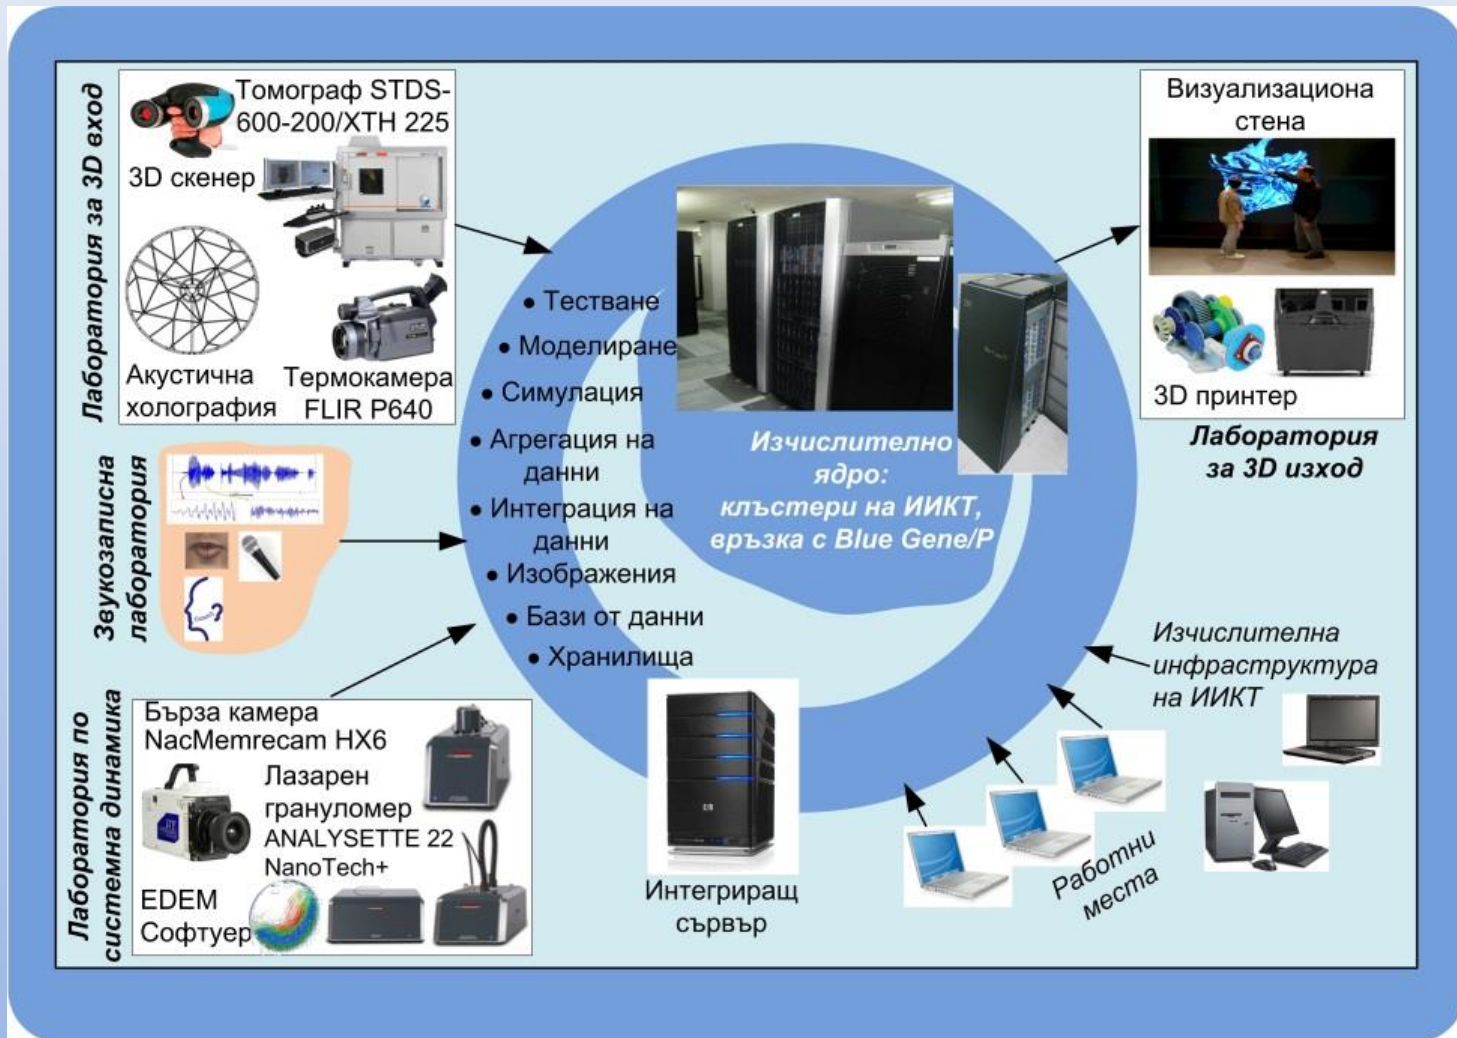 Лаборатория за 3D вход
Томограф STDS-
600-200/XTH 225
3D скенер
Акустична
холография
Термокамера
FLIR P640
Звукозаписна
лаборатория
Лаборатория по
системна динамика
Бърза камера
NacMemrecam HX6
Лазарен
грануломер
ANALYSETTE 22
NanoTech+
EDEM
Софтуер
● Тестване
● Моделиране
● Симулация
● Агрегация на
данни
● Интеграция на
данни
● Изображения
● Бази от данни
● Хранилища
Изчислително
ядро:
клъстери на ИИКТ,
връзка с Blue Gene/P
Интегриращ
сървър
Визуализациона
стена
3D принтер
Лаборатория
за 3D изход
Изчислителна
инфраструктура
на ИИКТ
Работни
места